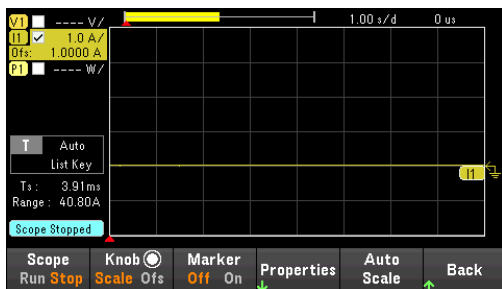 V1 ---- V/
I1 1.0 A/
Ofs: 1.0000 A
P1 ---- W/
1.00 s/d 0 us
T Auto
List Key
Ts: 3.91ms
Range: 40.80A
Scope Stopped
I1
Scope
Run Stop
Knob
Scale Ofs
Marker
Off On
Properties
Auto
Scale
Back